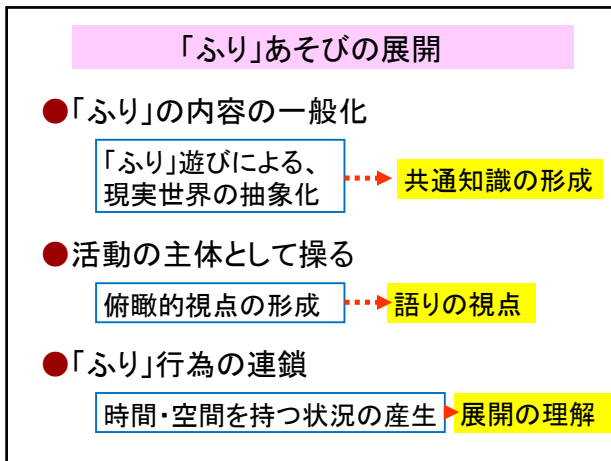 「ふり」あそびの展開
●「ふり」の内容の一般化
「ふり」遊びによる、
現実世界の抽象化
共通知識の形成
●活動の主体として操る
俯瞰的視点の形成
語りの視点
●「ふり」行為の連鎖
時間・空間を持つ状況の産生
展開の理解